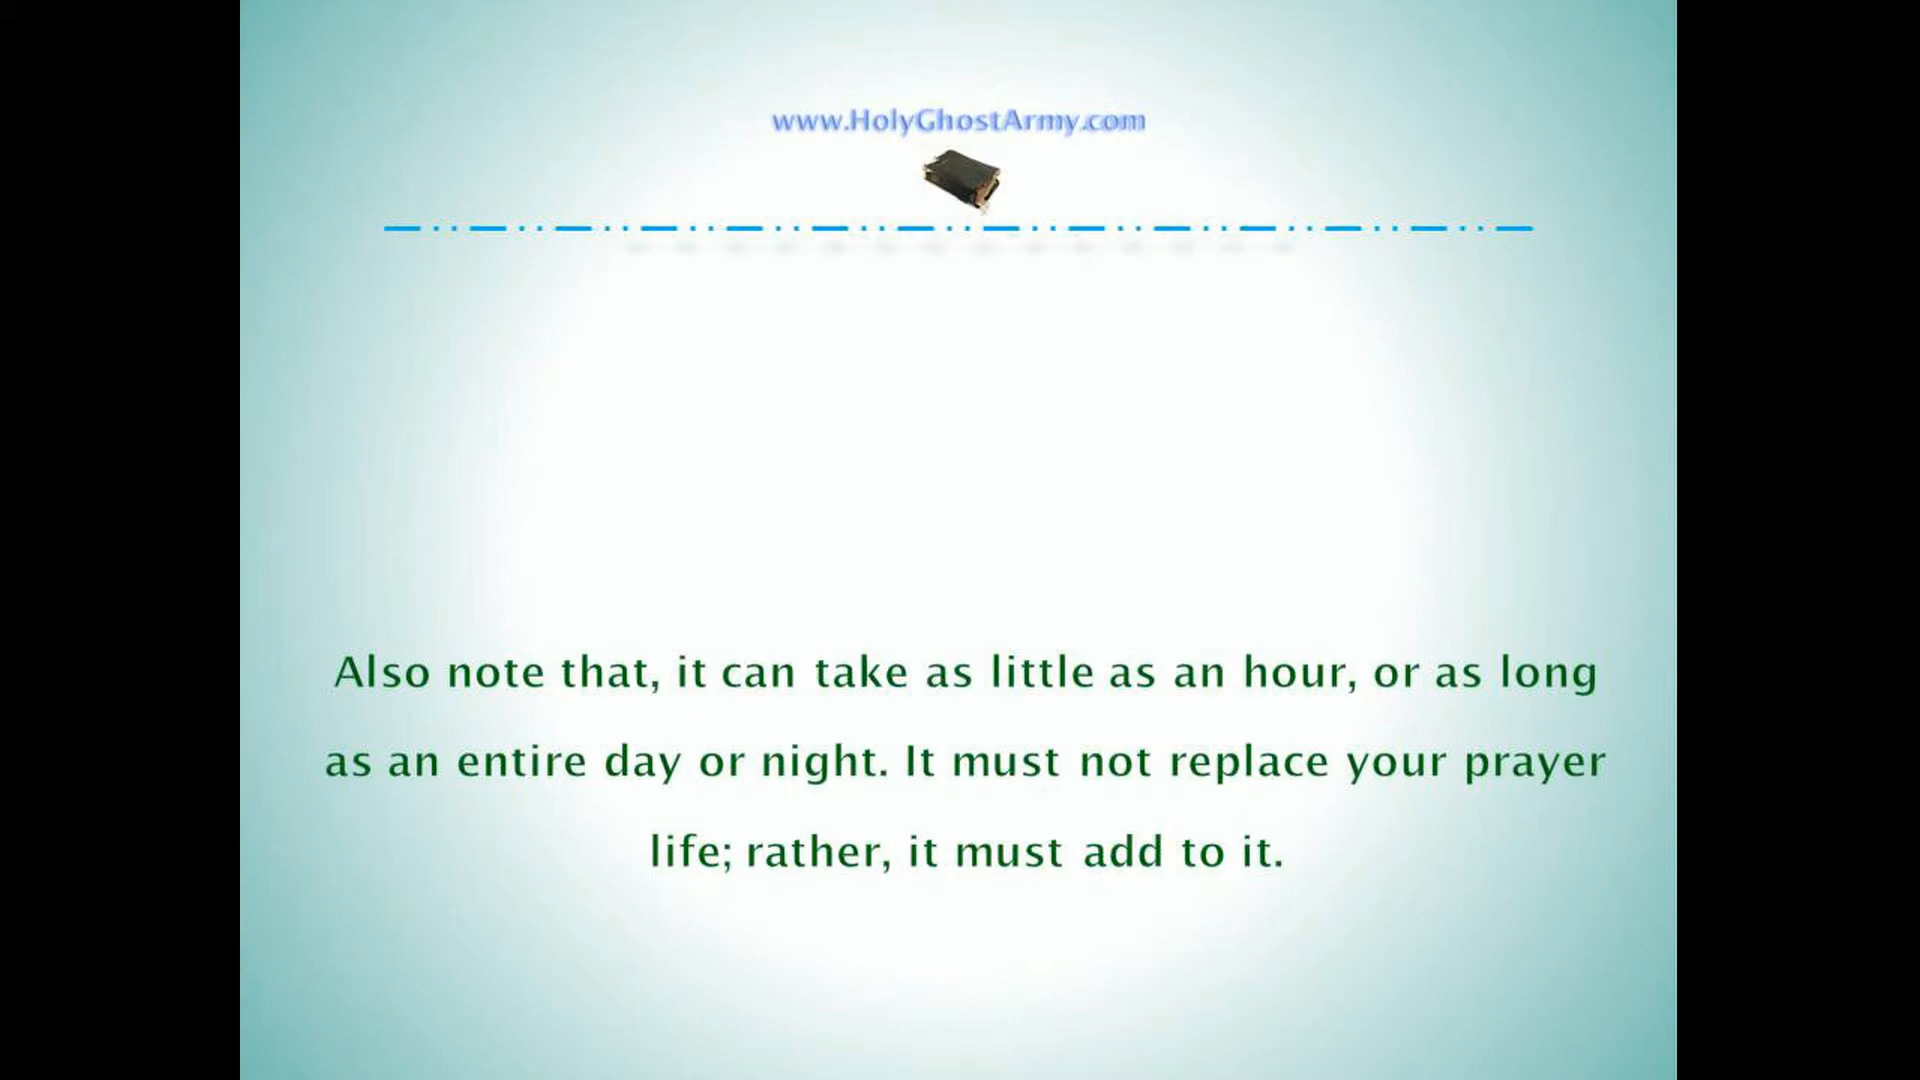 www.HolyGhostArmy.com
Also note that, it can take as little as an hour, or as long
as an entire day or night. It must not replace your prayer
life; rather, it must add to it.